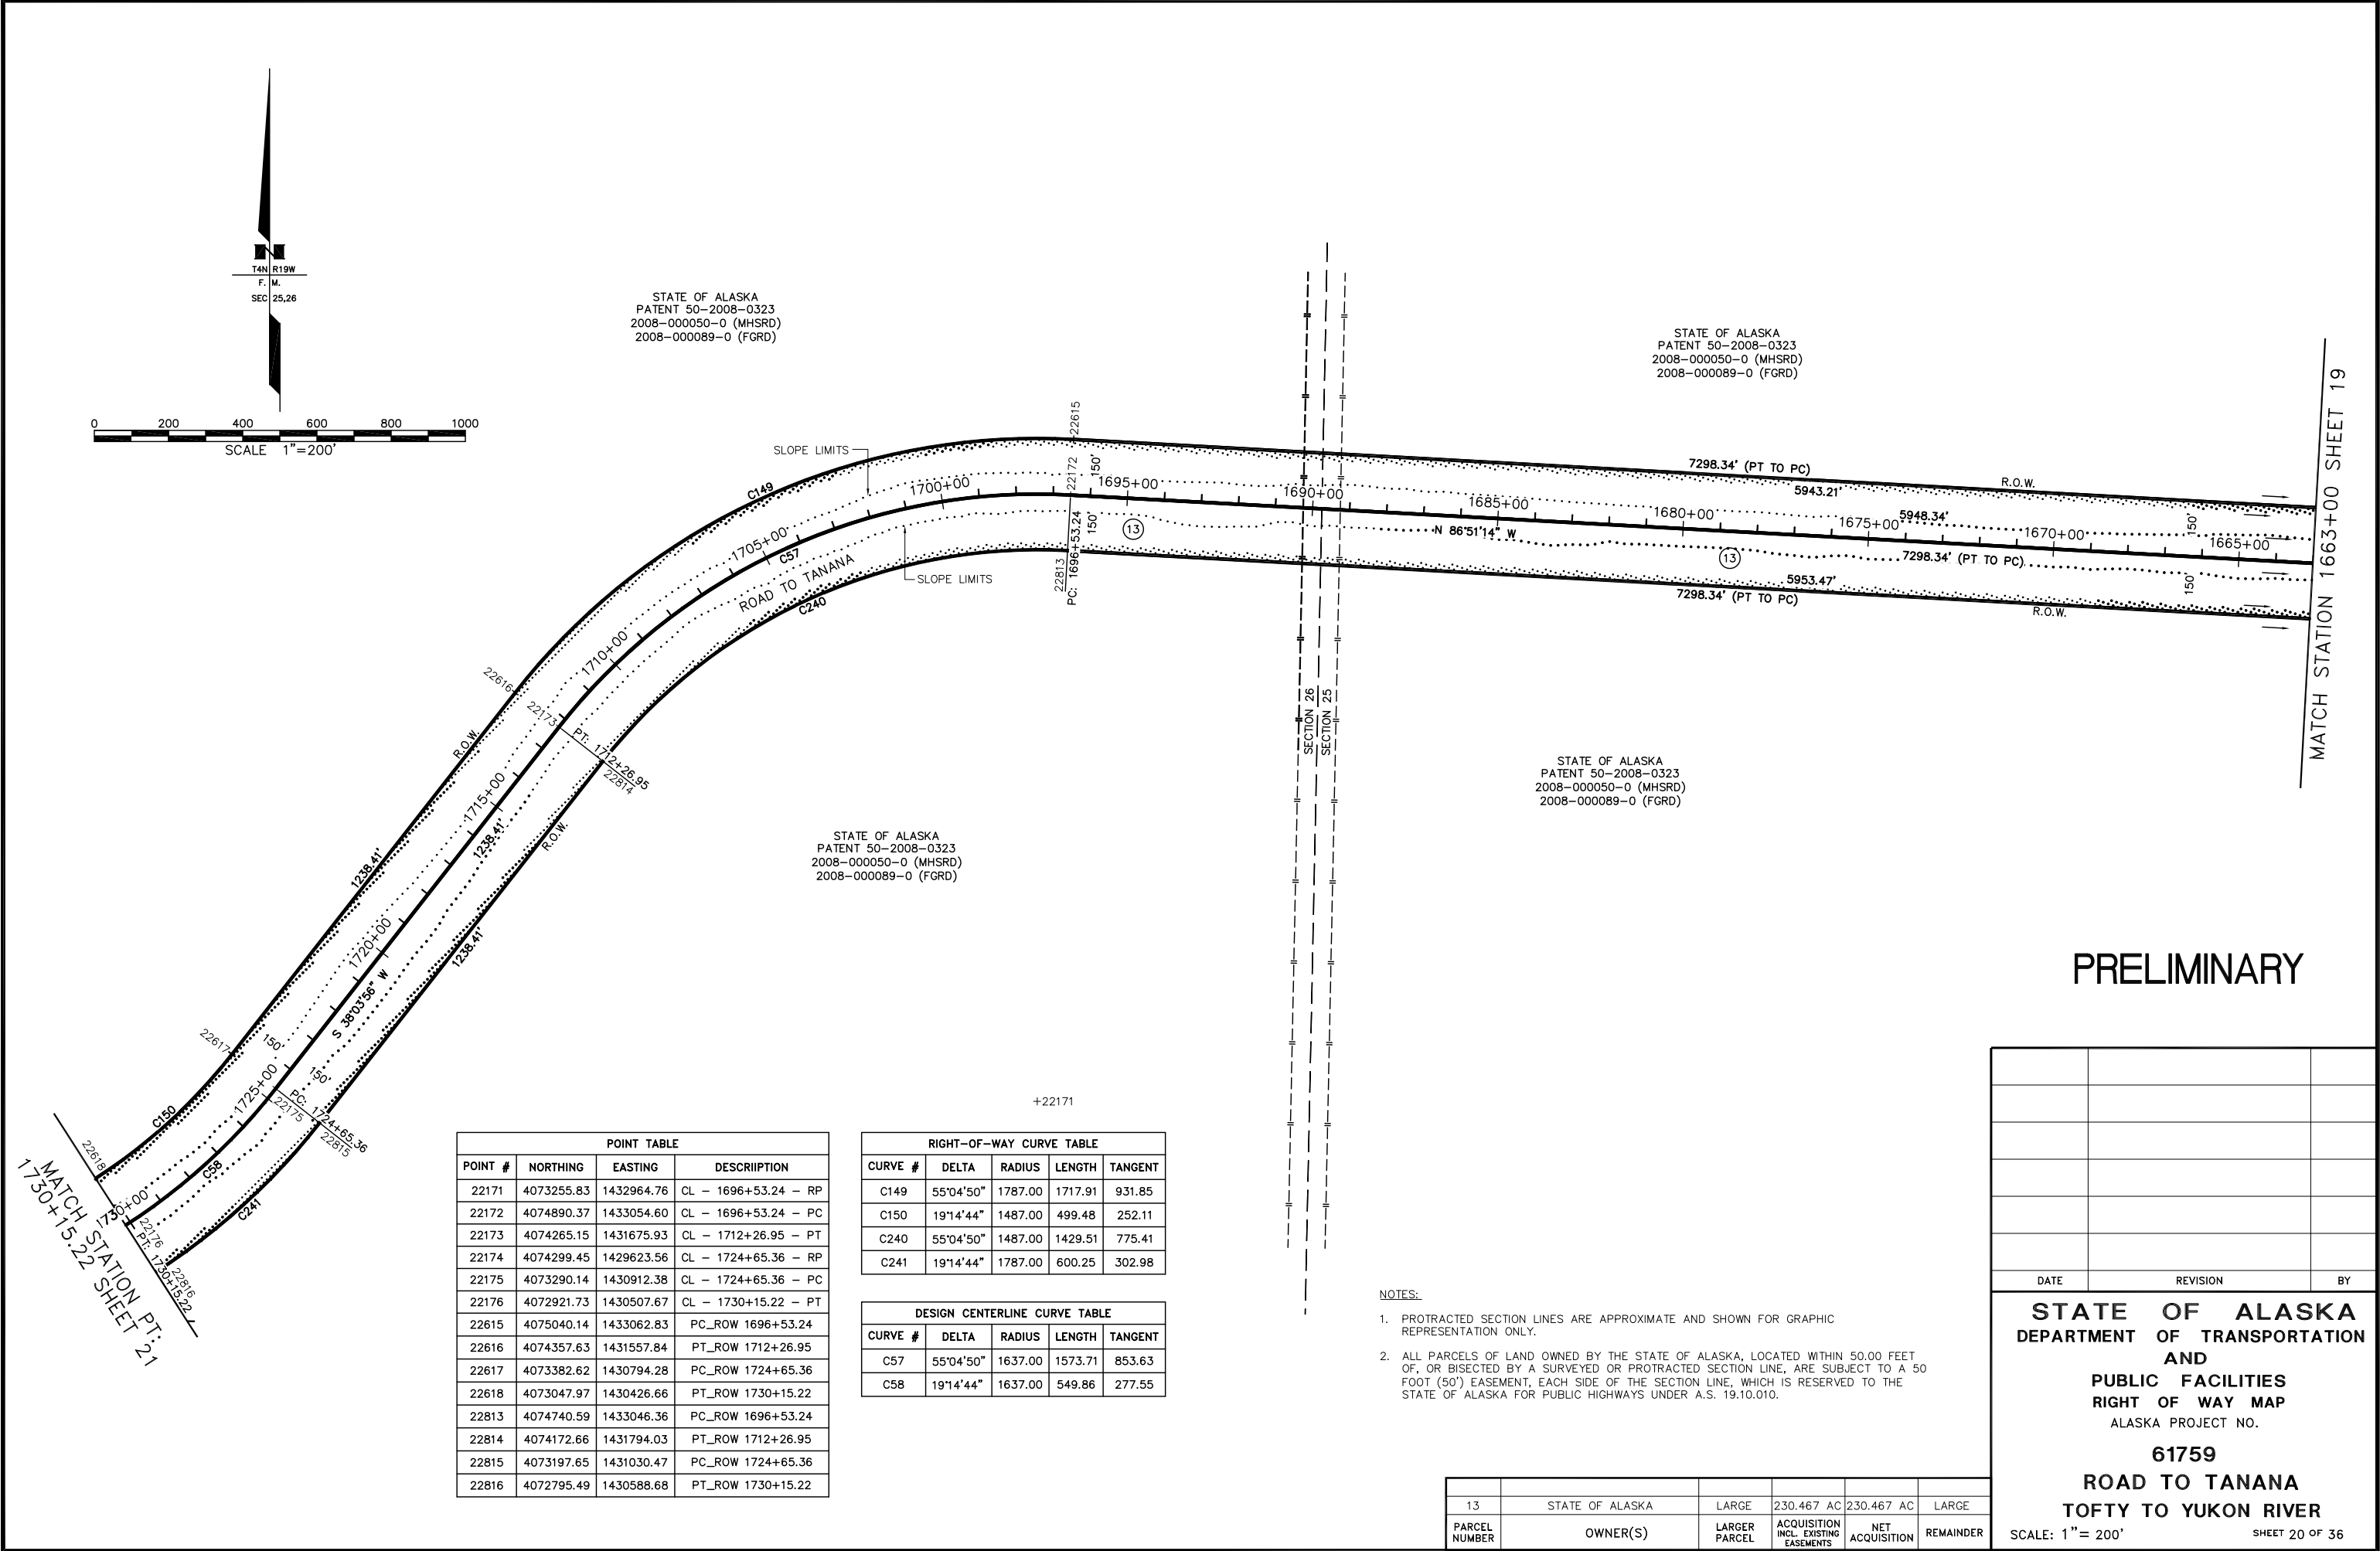 T4N R19W
F. M.
SEC 25,26
0 200 400 600 800 1000
SCALE 1"=200'
STATE OF ALASKA
PATENT 50-2008-0323
2008-000050-0 (MHSRD)
2008-000089-0 (FGRD)
STATE OF ALASKA
PATENT 50-2008-0323
2008-000050-0 (MHSRD)
2008-000089-0 (FGRD)
MATCH STATION 1663+00 SHEET 19
SLOPE LIMITS
C149
22615
22172
150'
150'
22813
PC: 1696+53.24
1700+00
1695+00
1690+00
1685+00
1680+00
1675+00
1670+00
1665+00
7298.34' (PT TO PC)
5943.21'
R.O.W.
5948.34'
150'
N 86°51'14" W
7298.34' (PT TO PC)
13
13
5953.47'
7298.34' (PT TO PC)
R.O.W.
150'
1705+00
C57
ROAD TO TANANA
C240
SLOPE LIMITS
1710+00
22616
22173
PT: 1712+26.95
22814
R.O.W.
1715+00
1238.41'
R.O.W.
1238.41'
1720+00
1238.41'
S 38°03'56" W
SECTION 26
SECTION 25
STATE OF ALASKA
PATENT 50-2008-0323
2008-000050-0 (MHSRD)
2008-000089-0 (FGRD)
STATE OF ALASKA
PATENT 50-2008-0323
2008-000050-0 (MHSRD)
2008-000089-0 (FGRD)
22617
150'
150'
1725+00
22175
PC: 1724+65.36
22815
C150
C58
C241
22618
1730+00
22176
PT: 1730+15.22
22816
MATCH STATION PT:
1730+15.22 SHEET 21
+22171
PRELIMINARY
POINT TABLE
POINT # NORTHING EASTING DESCRIIPTION
22171 4073255.83 1432964.76 CL - 1696+53.24 - RP
22172 4074890.37 1433054.60 CL - 1696+53.24 - PC
22173 4074265.15 1431675.93 CL - 1712+26.95 - PT
22174 4074299.45 1429623.56 CL - 1724+65.36 - RP
22175 4073290.14 1430912.38 CL - 1724+65.36 - PC
22176 4072921.73 1430507.67 CL - 1730+15.22 - PT
22615 4075040.14 1433062.83 PC_ROW 1696+53.24
22616 4074357.63 1431557.84 PT_ROW 1712+26.95
22617 4073382.62 1430794.28 PC_ROW 1724+65.36
22618 4073047.97 1430426.66 PT_ROW 1730+15.22
22813 4074740.59 1433046.36 PC_ROW 1696+53.24
22814 4074172.66 1431794.03 PT_ROW 1712+26.95
22815 4073197.65 1431030.47 PC_ROW 1724+65.36
22816 4072795.49 1430588.68 PT_ROW 1730+15.22
RIGHT-OF-WAY CURVE TABLE
CURVE # DELTA RADIUS LENGTH TANGENT
C149 55°04'50" 1787.00 1717.91 931.85
C150 19°14'44" 1487.00 499.48 252.11
C240 55°04'50" 1487.00 1429.51 775.41
C241 19°14'44" 1787.00 600.25 302.98
DESIGN CENTERLINE CURVE TABLE
CURVE # DELTA RADIUS LENGTH TANGENT
C57 55°04'50" 1637.00 1573.71 853.63
C58 19°14'44" 1637.00 549.86 277.55
NOTES:
1. PROTRACTED SECTION LINES ARE APPROXIMATE AND SHOWN FOR GRAPHIC
REPRESENTATION ONLY.
2. ALL PARCELS OF LAND OWNED BY THE STATE OF ALASKA, LOCATED WITHIN 50.00 FEET
OF, OR BISECTED BY A SURVEYED OR PROTRACTED SECTION LINE, ARE SUBJECT TO A 50
FOOT (50') EASEMENT, EACH SIDE OF THE SECTION LINE, WHICH IS RESERVED TO THE
STATE OF ALASKA FOR PUBLIC HIGHWAYS UNDER A.S. 19.10.010.
13 STATE OF ALASKA LARGE 230.467 AC 230.467 AC LARGE
PARCEL NUMBER OWNER(S) LARGER PARCEL ACQUISITION INCL. EXISTING EASEMENTS NET ACQUISITION REMAINDER
DATE REVISION BY
STATE OF ALASKA
DEPARTMENT OF TRANSPORTATION
AND
PUBLIC FACILITIES
RIGHT OF WAY MAP
ALASKA PROJECT NO.
61759
ROAD TO TANANA
TOFTY TO YUKON RIVER
SCALE: 1"= 200' SHEET 20 OF 36